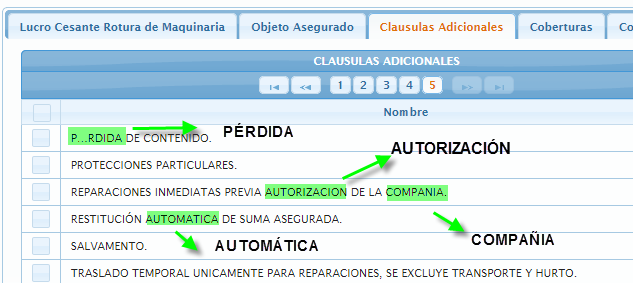 Lucro Cesante Rotura de Maquinaria Objeto Asegurado Clausulas Adicionales Coberturas Co
CLAUSULAS ADICIONALES
1 2 3 4 5
Nombre
P...RDIDA DE CONTENIDO. PÉRDIDA
PROTECCIONES PARTICULARES. AUTORIZACIÓN
REPARACIONES INMEDIATAS PREVIA AUTORIZACION DE LA COMPANIA.
RESTITUCIÓN AUTOMATICA DE SUMA ASEGURADA.
SALVAMENTO. AUTOMÁTICA COMPAÑIA
TRASLADO TEMPORAL UNICAMENTE PARA REPARACIONES, SE EXCLUYE TRANSPORTE Y HURTO.